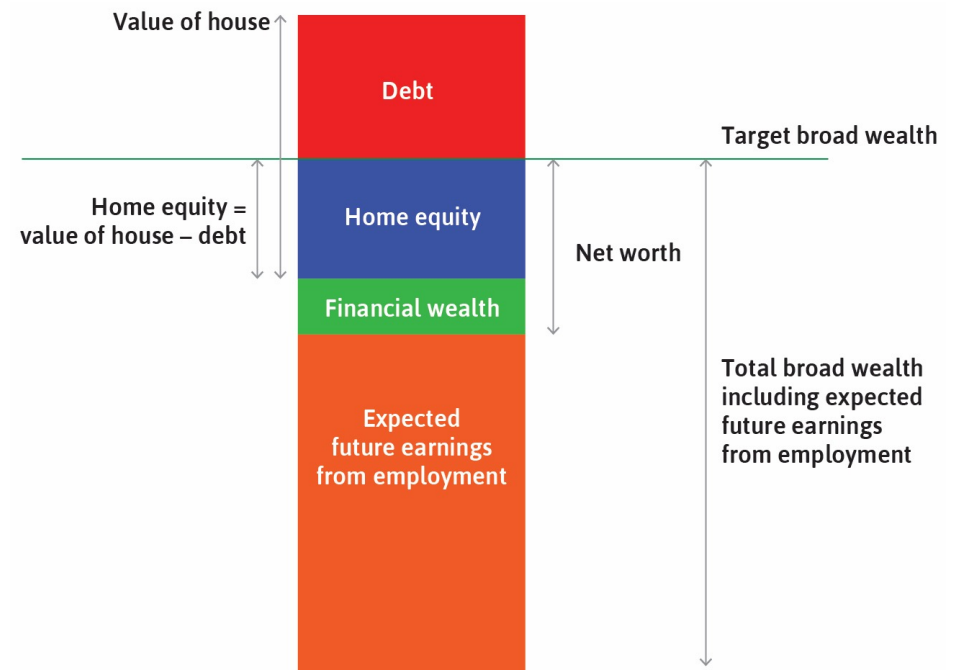 Value of house
Debt
Target broad wealth
Home equity =
value of house – debt
Home equity
Net worth
Financial wealth
Expected
future earnings
from employment
Total broad wealth
including expected
future earnings
from employment